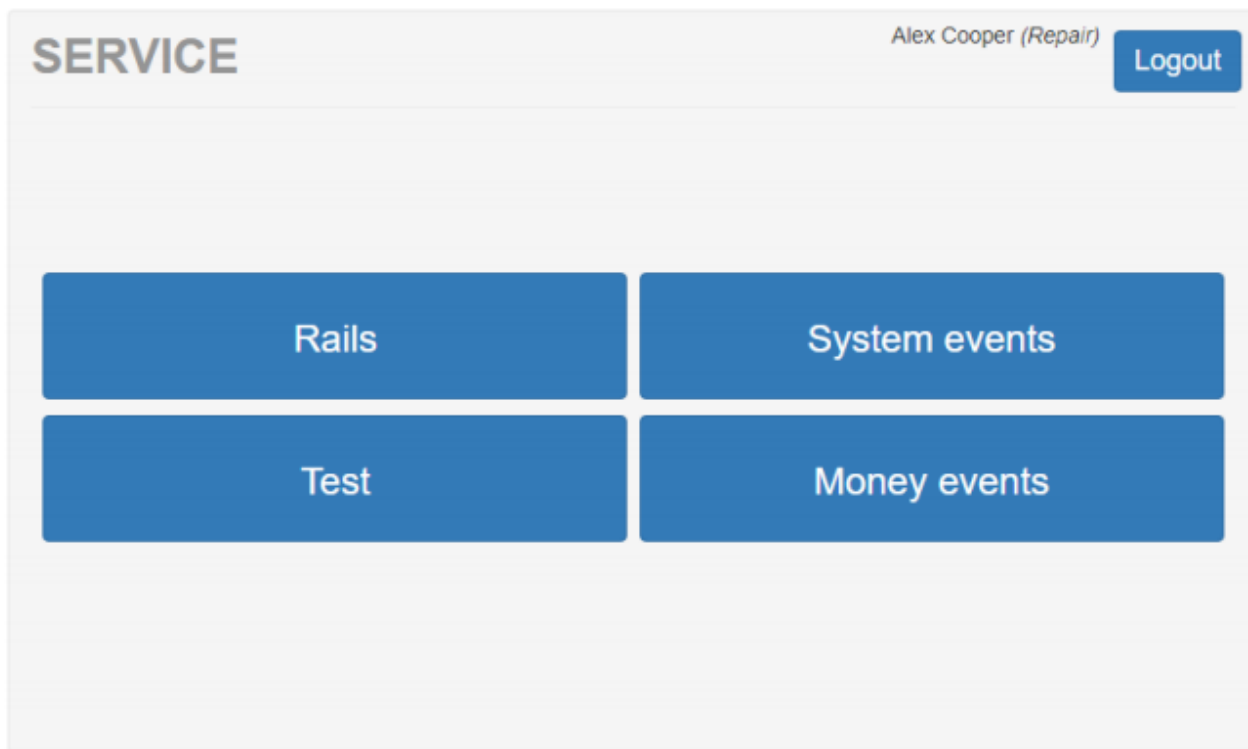 SERVICE
Alex Cooper (Repair)
Logout
Rails
System events
Test
Money events